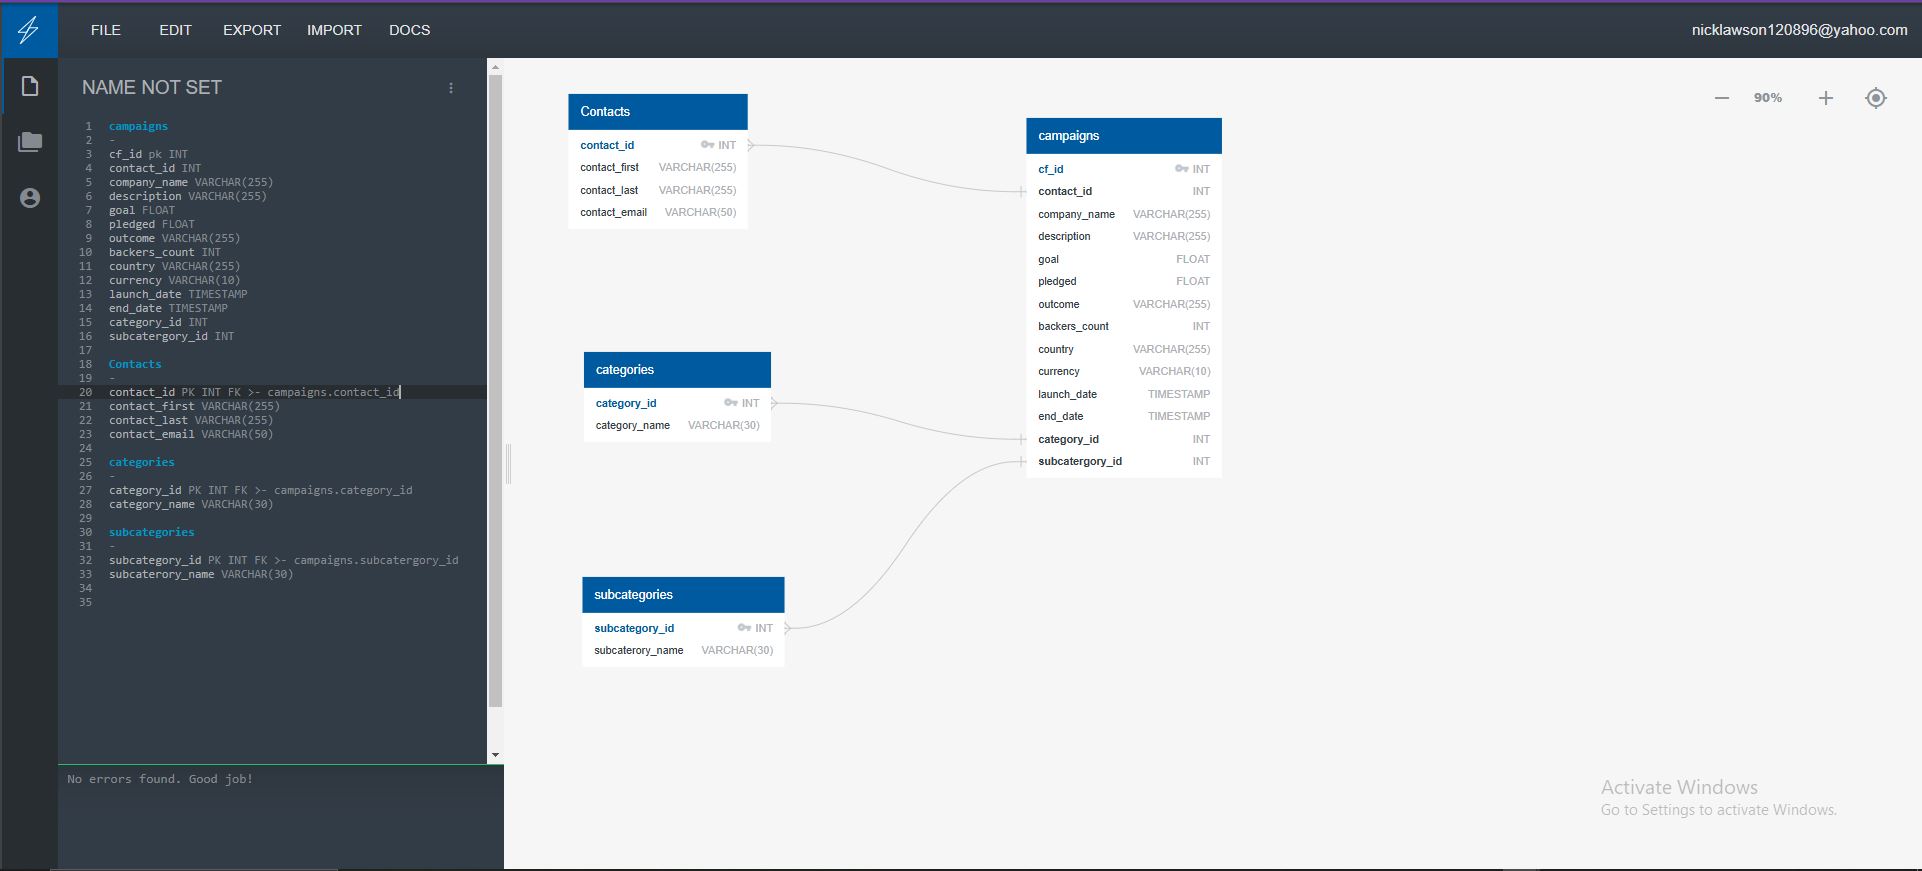 FILE EDIT EXPORT IMPORT DOCS nicklawson120896@yahoo.com
NAME NOT SET
1 campaigns
2 -
3 cf_id pk INT
4 contact_id INT
5 company_name VARCHAR(255)
6 description VARCHAR(255)
7 goal FLOAT
8 pledged FLOAT
9 outcome VARCHAR(255)
10 backers_count INT
11 country VARCHAR(255)
12 currency VARCHAR(10)
13 launch_date TIMESTAMP
14 end_date TIMESTAMP
15 category_id INT
16 subcatergory_id INT
17
18 Contacts
19 -
20 contact_id PK INT FK >- campaigns.contact_id
21 contact_first VARCHAR(255)
22 contact_last VARCHAR(255)
23 contact_email VARCHAR(50)
24
25 categories
26 -
27 category_id PK INT FK >- campaigns.category_id
28 category_name VARCHAR(30)
29
30 subcategories
31 -
32 subcategory_id PK INT FK >- campaigns.subcatergory_id
33 subcaterory_name VARCHAR(30)
34
35
No errors found. Good job!
Contacts
contact_id INT
contact_first VARCHAR(255)
contact_last VARCHAR(255)
contact_email VARCHAR(50)
categories
category_id INT
category_name VARCHAR(30)
subcategories
subcategory_id INT
subcaterory_name VARCHAR(30)
campaigns
cf_id INT
contact_id INT
company_name VARCHAR(255)
description VARCHAR(255)
goal FLOAT
pledged FLOAT
outcome VARCHAR(255)
backers_count INT
country VARCHAR(255)
currency VARCHAR(10)
launch_date TIMESTAMP
end_date TIMESTAMP
category_id INT
subcatergory_id INT
90%
Activate Windows
Go to Settings to activate Windows.